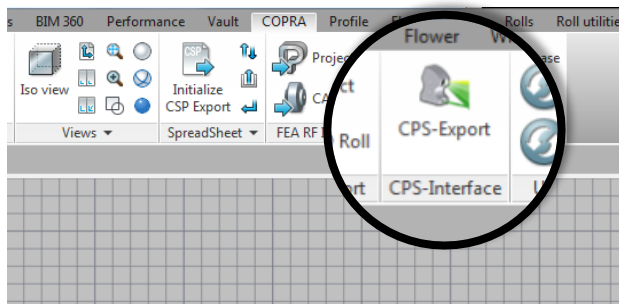 BIM 360 Performance Vault COPRA Profile Rolls Roll utilitie
Flower
Iso view
Initialize
CSP Export
Projec
CPS-Export
Roll
Views SpreadSheet FEA RF
CPS-Interface